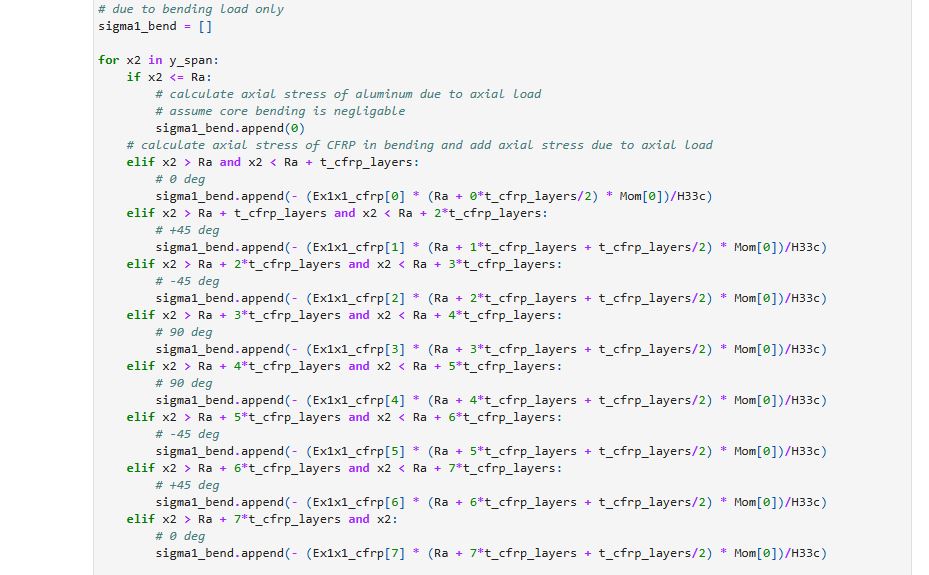 # due to bending load only
sigma1_bend = []
for x2 in y_span:
    if x2 <= Ra:
        # calculate axial stress of aluminum due to axial load
        # assume core bending is negligable
        sigma1_bend.append(0)
    # calculate axial stress of CFRP in bending and add axial stress due to axial load
    elif x2 > Ra and x2 < Ra + t_cfrp_layers:
        # 0 deg
        sigma1_bend.append(- (Ex1x1_cfrp[0] * (Ra + 0*t_cfrp_layers/2) * Mom[0])/H33c)
    elif x2 > Ra + t_cfrp_layers and x2 < Ra + 2*t_cfrp_layers:
        # +45 deg
        sigma1_bend.append(- (Ex1x1_cfrp[1] * (Ra + 1*t_cfrp_layers + t_cfrp_layers/2) * Mom[0])/H33c)
    elif x2 > Ra + 2*t_cfrp_layers and x2 < Ra + 3*t_cfrp_layers:
        # -45 deg
        sigma1_bend.append(- (Ex1x1_cfrp[2] * (Ra + 2*t_cfrp_layers + t_cfrp_layers/2) * Mom[0])/H33c)
    elif x2 > Ra + 3*t_cfrp_layers and x2 < Ra + 4*t_cfrp_layers:
        # 90 deg
        sigma1_bend.append(- (Ex1x1_cfrp[3] * (Ra + 3*t_cfrp_layers + t_cfrp_layers/2) * Mom[0])/H33c)
    elif x2 > Ra + 4*t_cfrp_layers and x2 < Ra + 5*t_cfrp_layers:
        # 90 deg
        sigma1_bend.append(- (Ex1x1_cfrp[4] * (Ra + 4*t_cfrp_layers + t_cfrp_layers/2) * Mom[0])/H33c)
    elif x2 > Ra + 5*t_cfrp_layers and x2 < Ra + 6*t_cfrp_layers:
        # -45 deg
        sigma1_bend.append(- (Ex1x1_cfrp[5] * (Ra + 5*t_cfrp_layers + t_cfrp_layers/2) * Mom[0])/H33c)
    elif x2 > Ra + 6*t_cfrp_layers and x2 < Ra + 7*t_cfrp_layers:
        # +45 deg
        sigma1_bend.append(- (Ex1x1_cfrp[6] * (Ra + 6*t_cfrp_layers + t_cfrp_layers/2) * Mom[0])/H33c)
    elif x2 > Ra + 7*t_cfrp_layers and x2:
        # 0 deg
        sigma1_bend.append(- (Ex1x1_cfrp[7] * (Ra + 7*t_cfrp_layers + t_cfrp_layers/2) * Mom[0])/H33c)